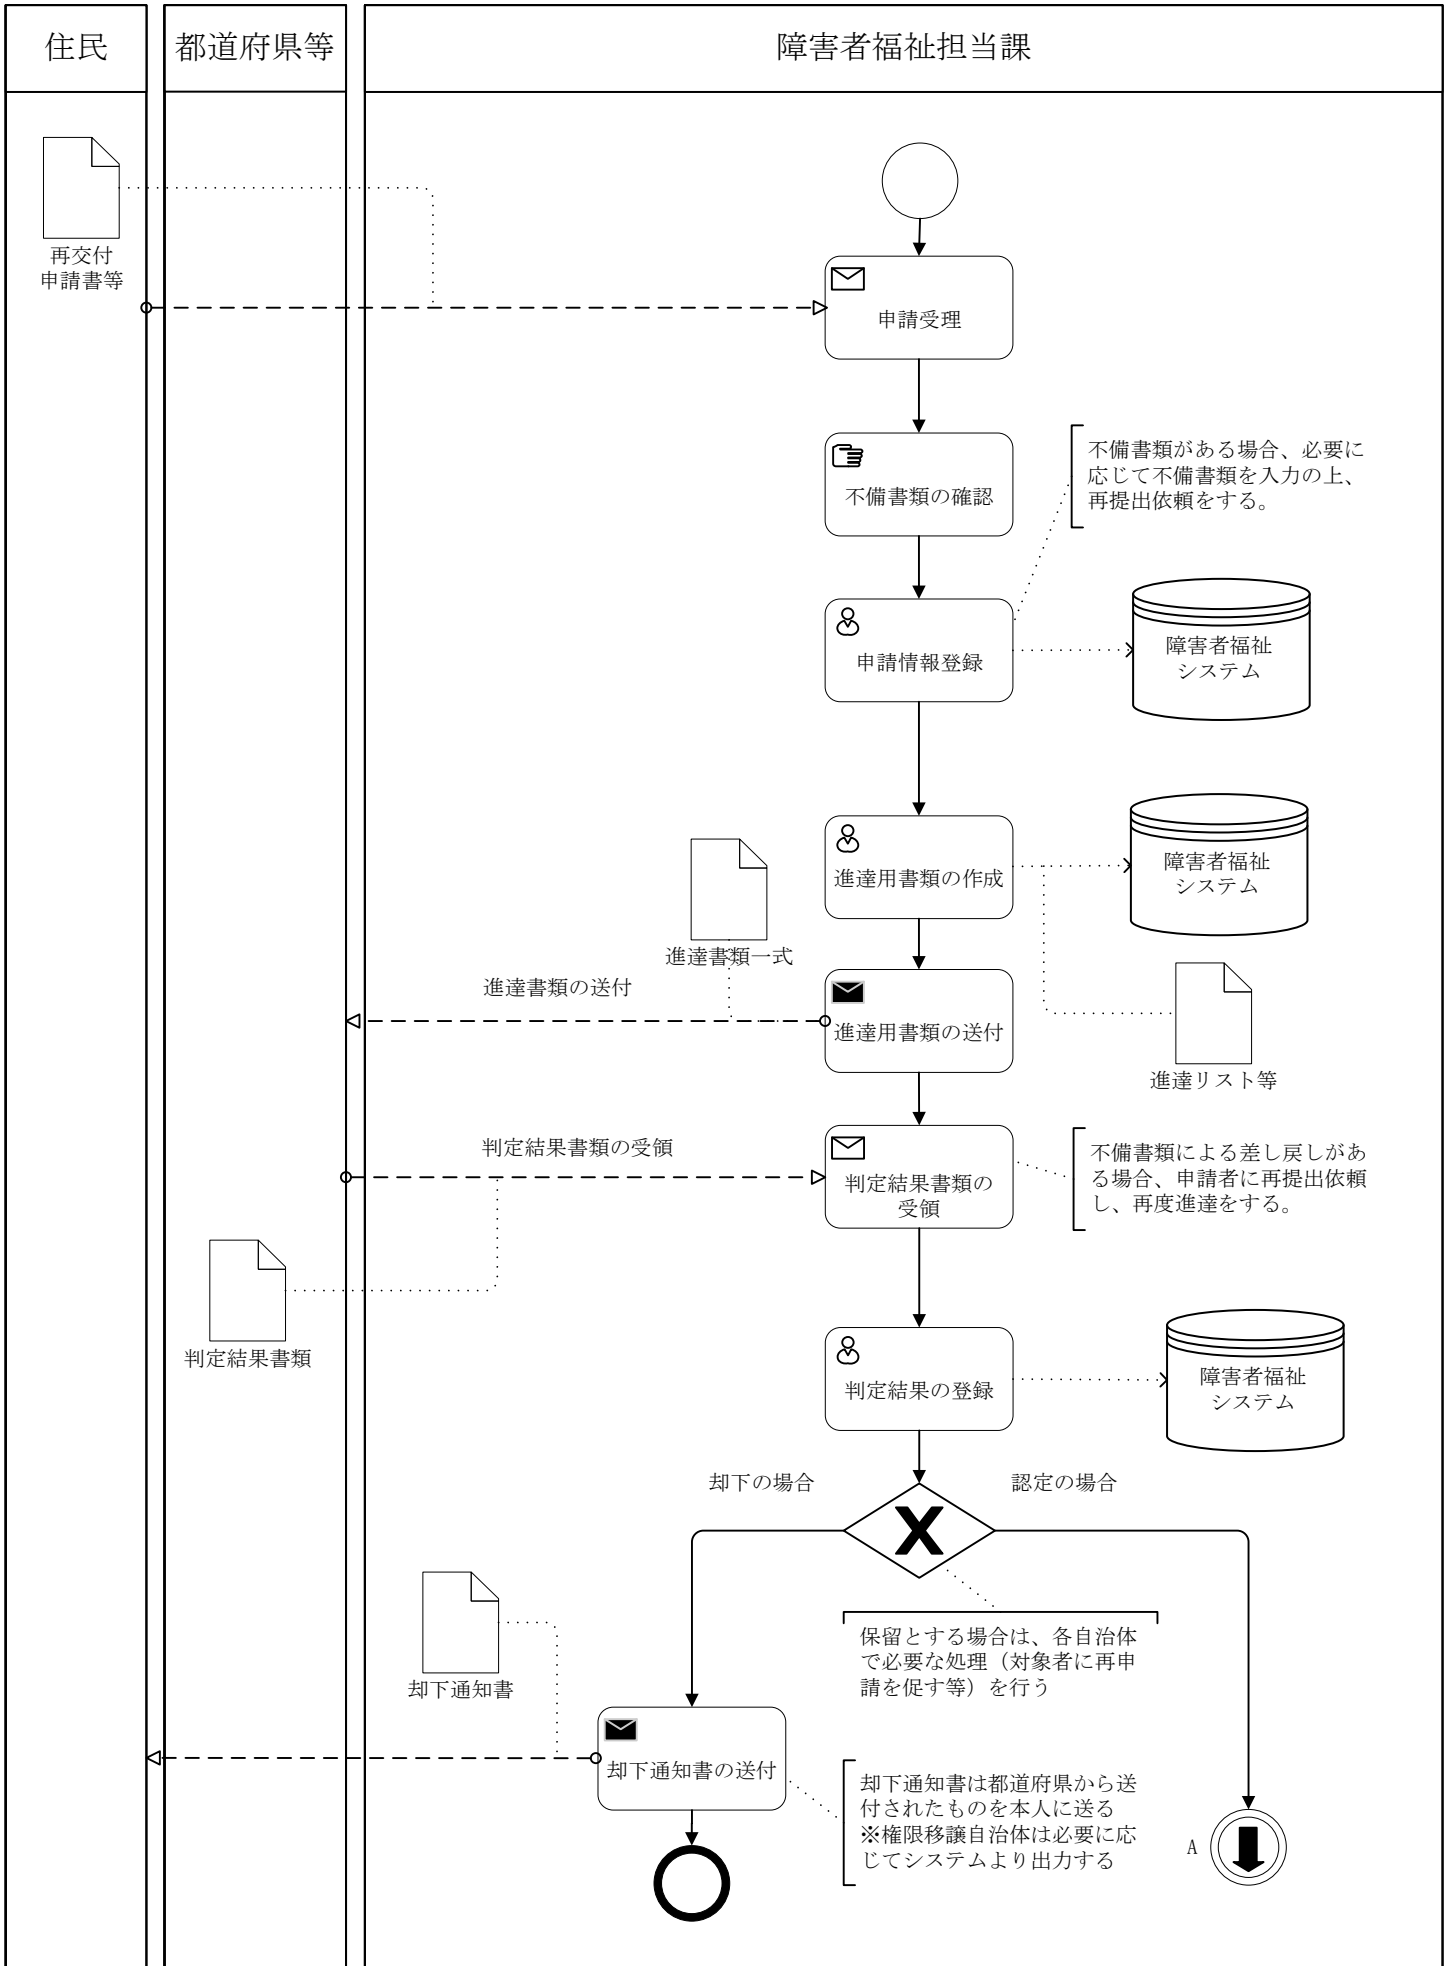 住民
都道府県等
障害者福祉担当課
再交付
申請書等
申請受理
不備書類の確認
不備書類がある場合、必要に
応じて不備書類を入力の上、
再提出依頼をする。
申請情報登録
障害者福祉
システム
進達用書類の作成
障害者福祉
システム
進達書類一式
進達書類の送付
進達用書類の送付
進達リスト等
判定結果書類の受領
判定結果書類の
受領
不備書類による差し戻しがあ
る場合、申請者に再提出依頼
し、再度進達をする。
判定結果書類
判定結果の登録
障害者福祉
システム
却下の場合
認定の場合
保留とする場合は、各自治体
で必要な処理（対象者に再申
請を促す等）を行う
却下通知書
却下通知書の送付
却下通知書は都道府県から送
付されたものを本人に送る
※権限移譲自治体は必要に応
じてシステムより出力する
A